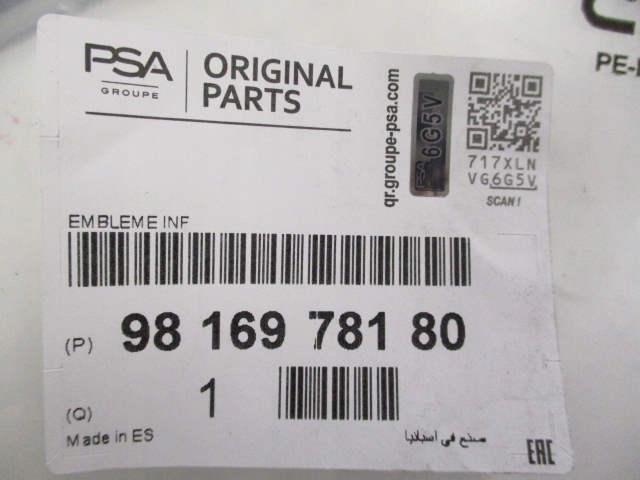 PSA
GROUPE
ORIGINAL
PARTS
qr.groupe-psa.com
PSA 6G5V
717XLN
VG6G5V
SCAN!
PE-
EMBLEME INF
(P) 98 169 781 80
(Q) 1
Made in ES
صنع في اسبانيا
EAC